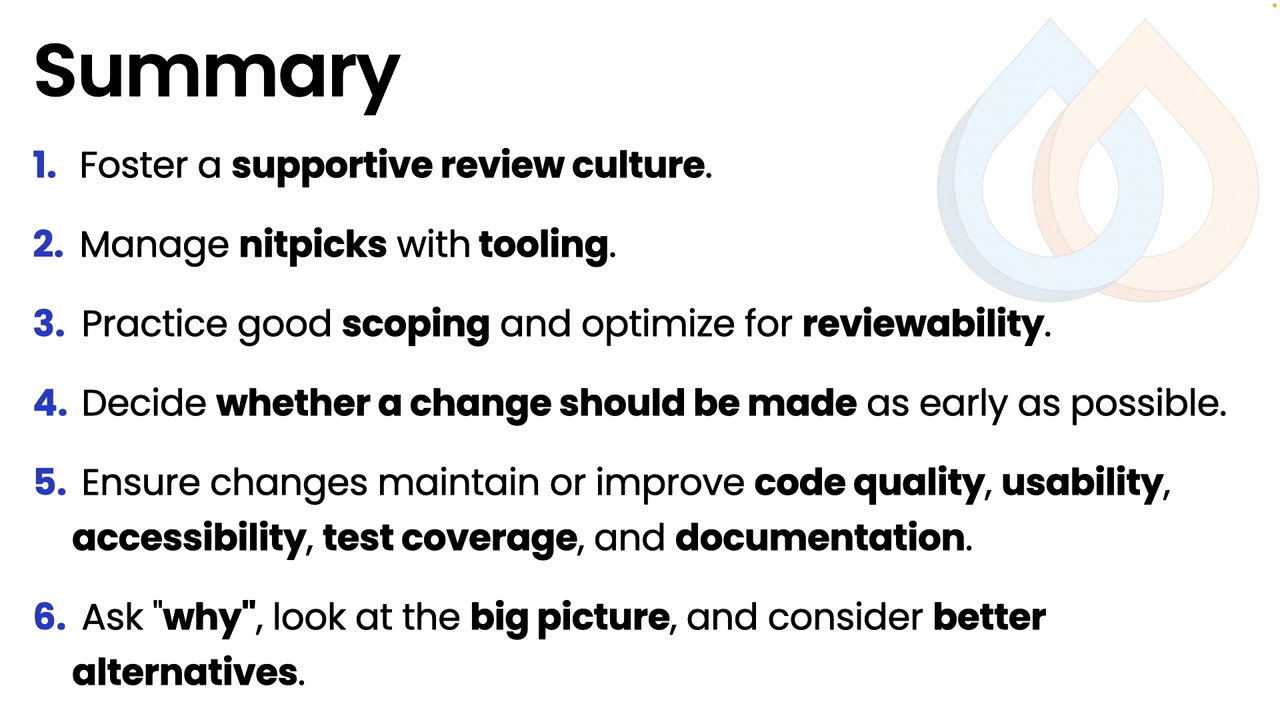 Summary
1. Foster a supportive review culture.
2. Manage nitpicks with tooling.
3. Practice good scoping and optimize for reviewability.
4. Decide whether a change should be made as early as possible.
5. Ensure changes maintain or improve code quality, usability,
accessibility, test coverage, and documentation.
6. Ask "why", look at the big picture, and consider better
alternatives.